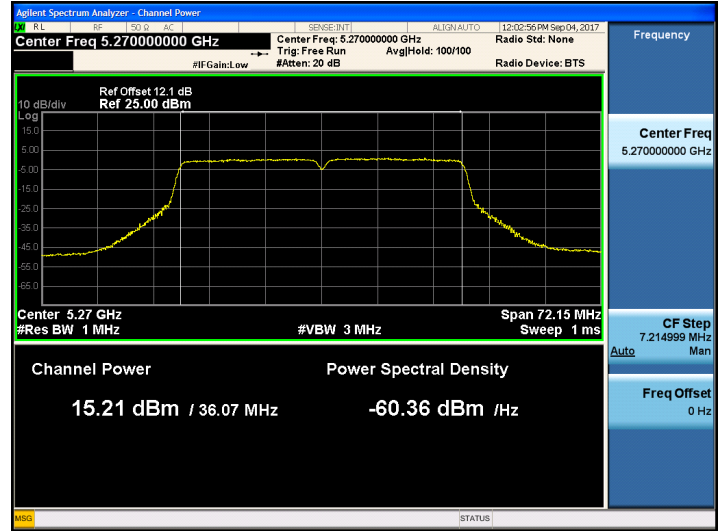 Agilent Spectrum Analyzer - Channel Power
LXI RL RF 50 Ω AC SENSE:INT ALIGNAUTO 12:02:56PM Sep 04, 2017
Center Freq 5.270000000 GHz Center Freq: 5.270000000 GHz Radio Std: None
Trig: Free Run Avg|Hold: 100/100
#IFGain:Low #Atten: 20 dB Radio Device: BTS
Frequency
Ref Offset 12.1 dB
10 dB/div Ref 25.00 dBm
Log
15.0
5.00
-5.00
-15.0
-25.0
-35.0
-45.0
-55.0
-65.0
Center 5.27 GHz Span 72.15 MHz
#Res BW 1 MHz #VBW 3 MHz Sweep 1 ms
Channel Power Power Spectral Density
15.21 dBm / 36.07 MHz -60.36 dBm /Hz
Center Freq
5.270000000 GHz
CF Step
7.214999 MHz
Auto Man
Freq Offset
0 Hz
MSG STATUS